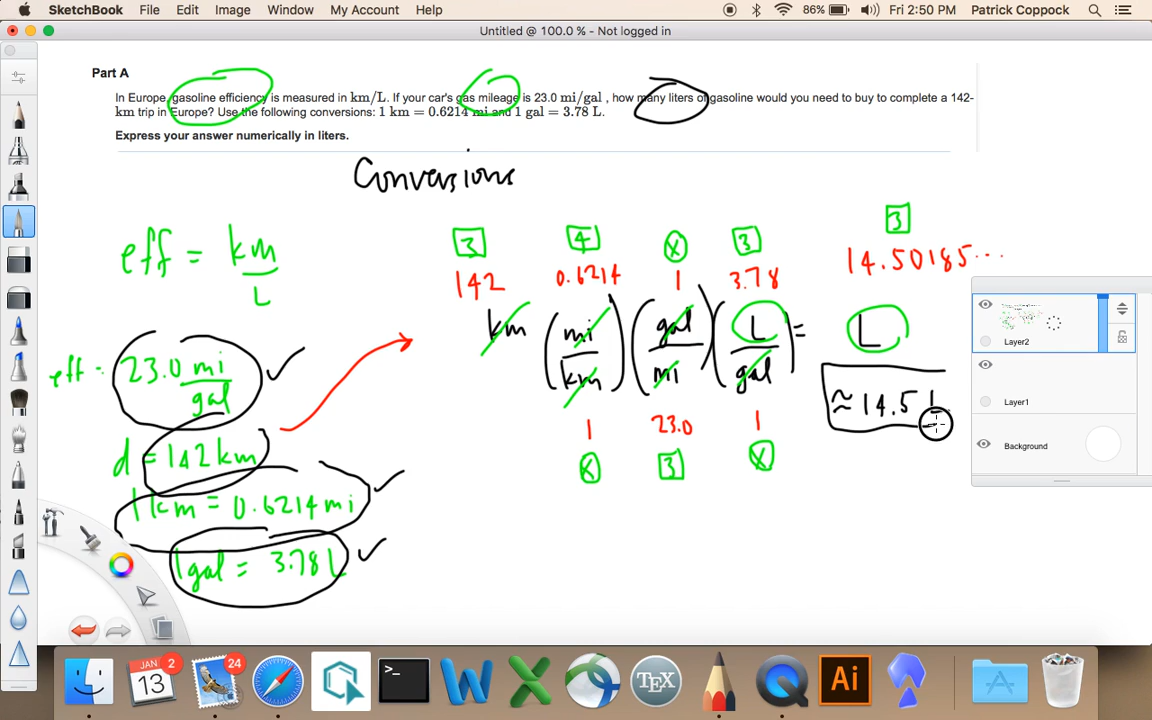 SketchBook File Edit Image Window My Account Help 86% Fri 2:50 PM Patrick Coppock
Untitled @ 100.0 % - Not logged in
Part A
In Europe, gasoline efficiency is measured in km/L. If your car's gas mileage is 23.0 mi/gal , how many liters of gasoline would you need to buy to complete a 142-
km trip in Europe? Use the following conversions: 1 km = 0.6214 mi and 1 gal = 3.78 L.
Express your answer numerically in liters.
Conversions
eff = km
L
eff = 23.0 mi
gal
d = 142 km
1 km = 0.6214 mi
1 gal = 3.78 L
3 4 X 3 3
142 0.6214 1 3.78 14.50185...
km (mi (gal (L = L
km) mi) gal)
1 23.0 1
X 3 X
≈ 14.5 L
Layer2
Layer1
Background
JAN 2
13
24
>_
W
X
TEX
Ai
A